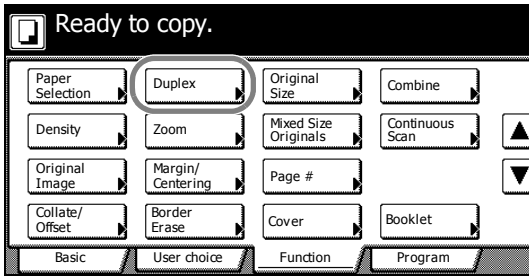 Ready to copy.
Paper
Selection
Duplex
Original
Size
Combine
Density
Zoom
Mixed Size
Originals
Continuous
Scan
Original
Image
Margin/
Centering
Page #
Collate/
Offset
Border
Erase
Cover
Booklet
Basic
User choice
Function
Program